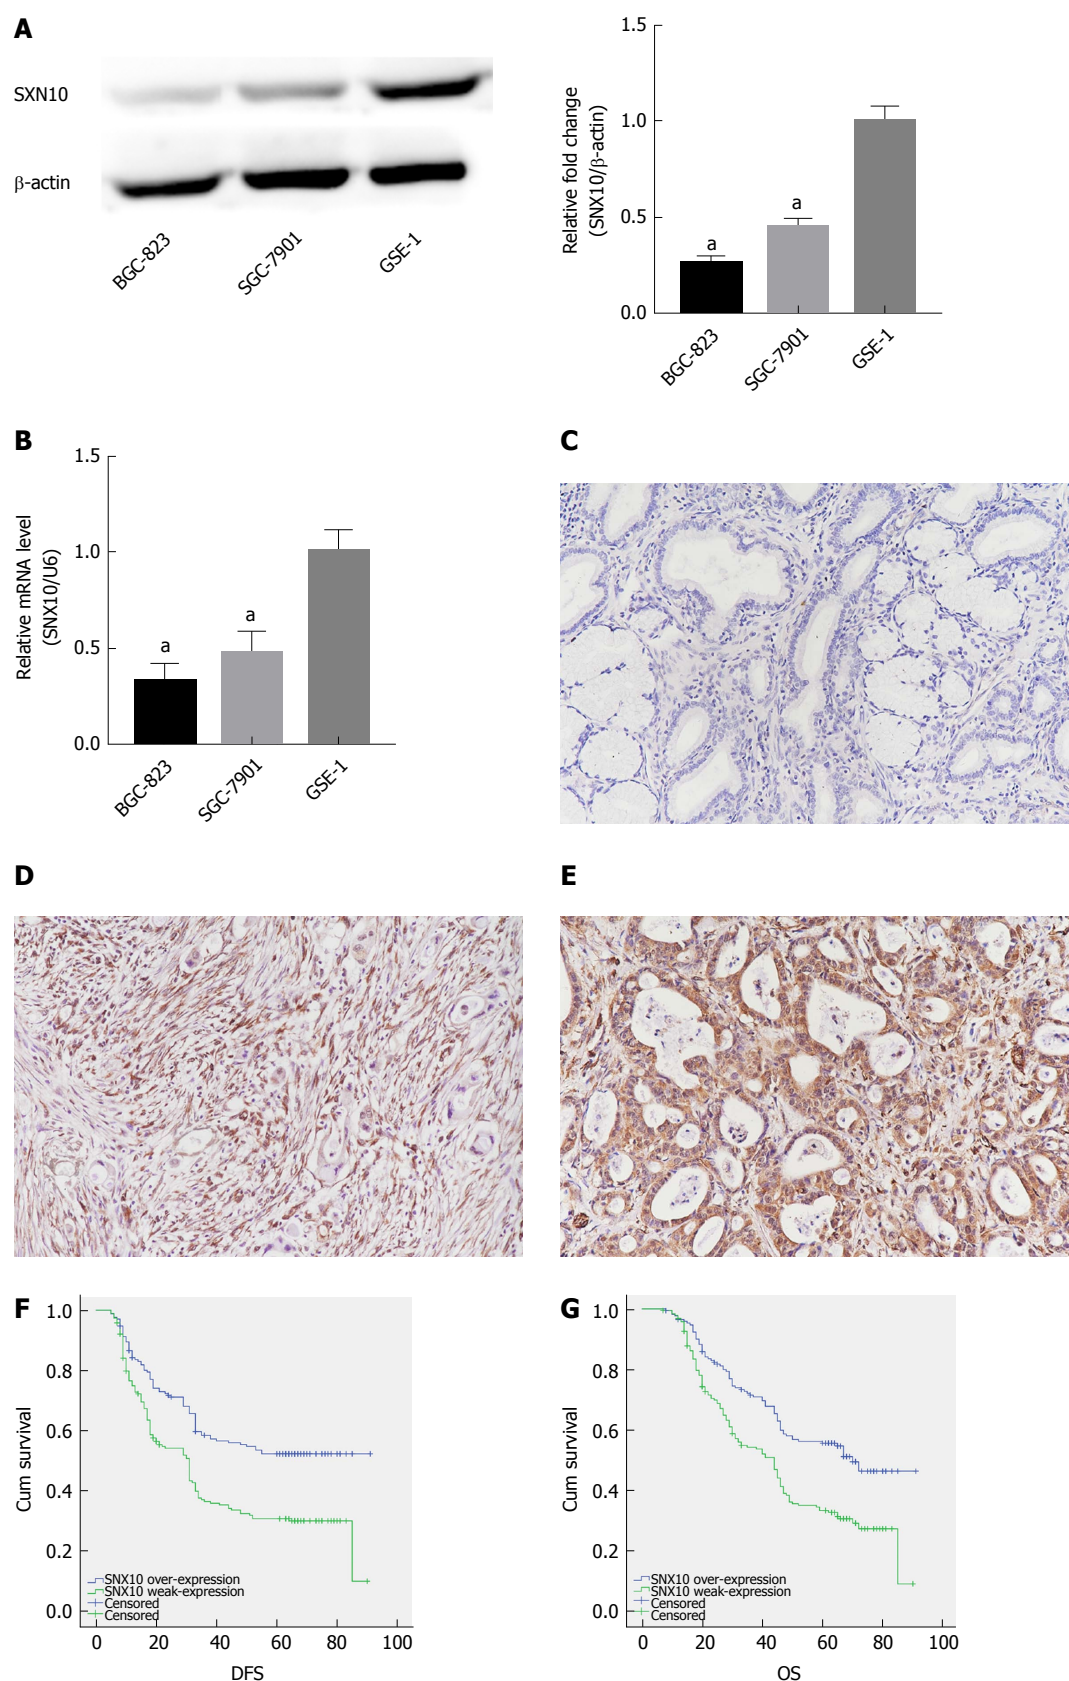 A
SXN10
β-actin
BGC-823
SGC-7901
GSE-1
Relative fold change
(SNX10/β-actin)
1.5
1.0
0.5
0.0
a
a
BGC-823
SGC-7901
GSE-1
B
Relative mRNA level
(SNX10/U6)
1.5
1.0
0.5
0.0
a
a
BGC-823
SGC-7901
GSE-1
C
D
E
F
Cum survival
1.0
0.8
0.6
0.4
0.2
0.0
SNX10 over-expression
SNX10 weak-expression
Censored
Censored
0 20 40 60 80 100
DFS
G
Cum survival
1.0
0.8
0.6
0.4
0.2
0.0
SNX10 over-expression
SNX10 weak-expression
Censored
Censored
0 20 40 60 80 100
OS